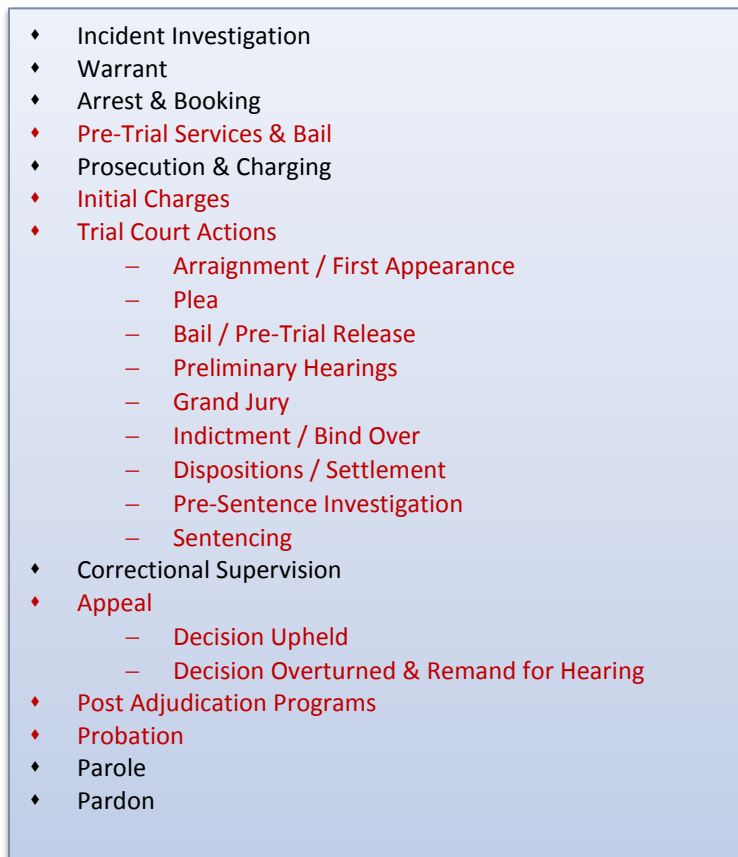 ♦ Incident Investigation
♦ Warrant
♦ Arrest & Booking
♦ Pre-Trial Services & Bail
♦ Prosecution & Charging
♦ Initial Charges
♦ Trial Court Actions
– Arraignment / First Appearance
– Plea
– Bail / Pre-Trial Release
– Preliminary Hearings
– Grand Jury
– Indictment / Bind Over
– Dispositions / Settlement
– Pre-Sentence Investigation
– Sentencing
♦ Correctional Supervision
♦ Appeal
– Decision Upheld
– Decision Overturned & Remand for Hearing
♦ Post Adjudication Programs
♦ Probation
♦ Parole
♦ Pardon